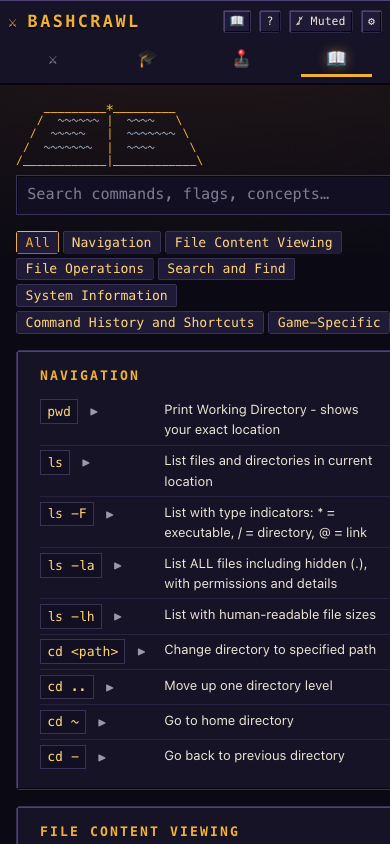 BASHCRAWL
?
Muted
Search commands, flags, concepts…
All Navigation File Content Viewing
File Operations Search and Find
System Information
Command History and Shortcuts Game-Specific
NAVIGATION
pwd ▶ Print Working Directory - shows
your exact location
ls ▶ List files and directories in current
location
ls -F ▶ List with type indicators: * =
executable, / = directory, @ = link
ls -la ▶ List ALL files including hidden (.),
with permissions and details
ls -lh ▶ List with human-readable file sizes
cd <path> ▶ Change directory to specified path
cd .. ▶ Move up one directory level
cd ~ ▶ Go to home directory
cd - ▶ Go back to previous directory
FILE CONTENT VIEWING